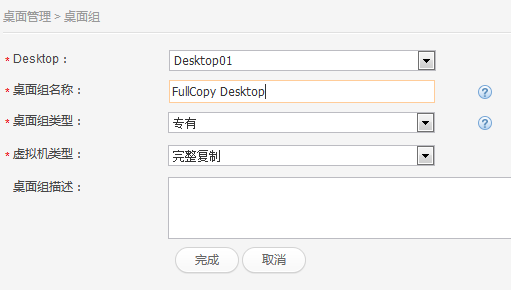 桌面管理 > 桌面组
* Desktop： Desktop01
* 桌面组名称： FullCopy Desktop
* 桌面组类型： 专有
* 虚拟机类型： 完整复制
桌面组描述：
完成 取消